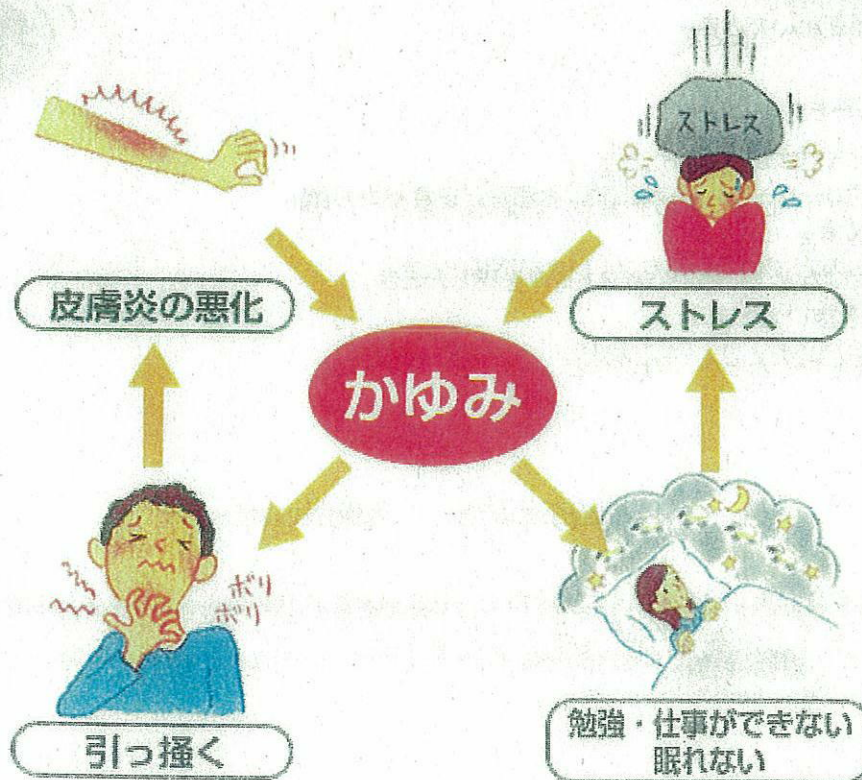 ストレス
皮膚炎の悪化
ストレス
かゆみ
ボリ
ボリ
引っ掻く
勉強・仕事ができない
眠れない